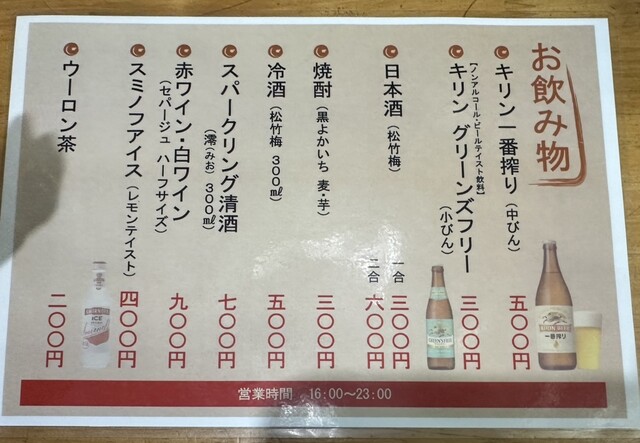 お飲み物
キリン一番搾り(中びん)
五〇〇円
【ノンアルコール・ビールテイスト飲料】
キリン グリーンズフリー(小びん)
三〇〇円
日本酒(松竹梅)
一合 三〇〇円
二合 六〇〇円
焼酎(黒よかいち 麦・芋)
三〇〇円
冷酒(松竹梅 300㎖)
五〇〇円
スパークリング清酒
(澪(みお) 300㎖)
七〇〇円
赤ワイン・白ワイン
(セパージュ ハーフサイズ)
九〇〇円
スミノフアイス(レモンテイスト)
四〇〇円
ウーロン茶
二〇〇円
ICE
KIRIN BEER
一番搾り
営業時間 16:00〜23:00